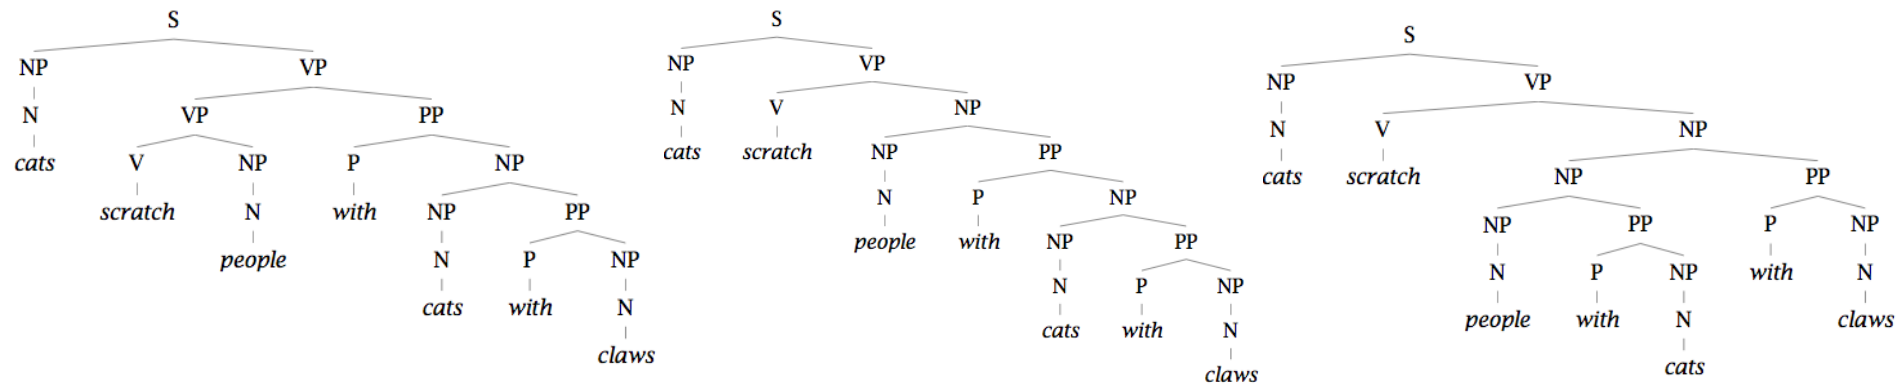 S
NP VP
N VP PP
cats V NP P NP
scratch N with NP PP
people N P NP
cats with N
claws
S
NP VP
N V NP
cats scratch NP PP
N P NP
people with NP PP
N P NP
cats with N
claws
S
NP VP
N V NP
cats scratch NP PP
NP PP P NP
N P NP with N
people with N claws
cats